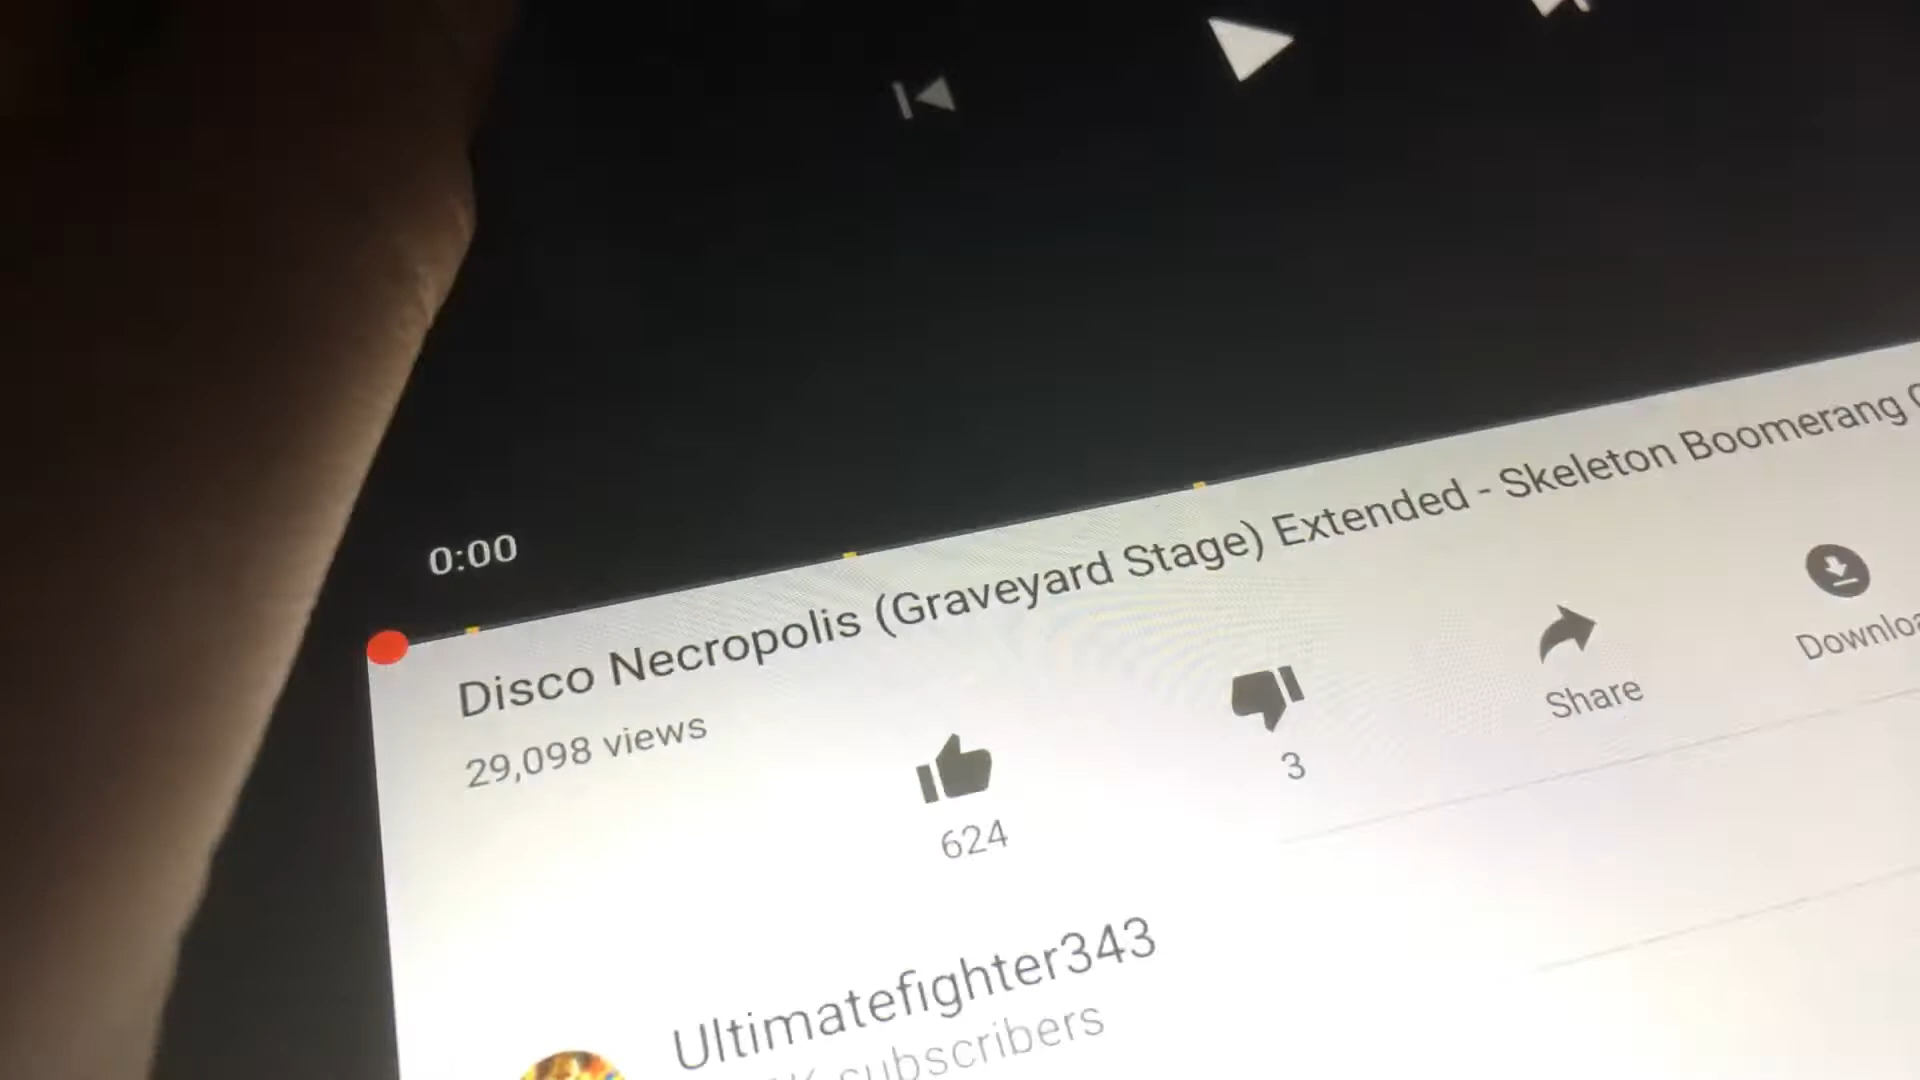 0:00
Disco Necropolis (Graveyard Stage) Extended - Skeleton Boomerang
29,098 views
624
3
Share
Downloa
Ultimatefighter343
subscribers